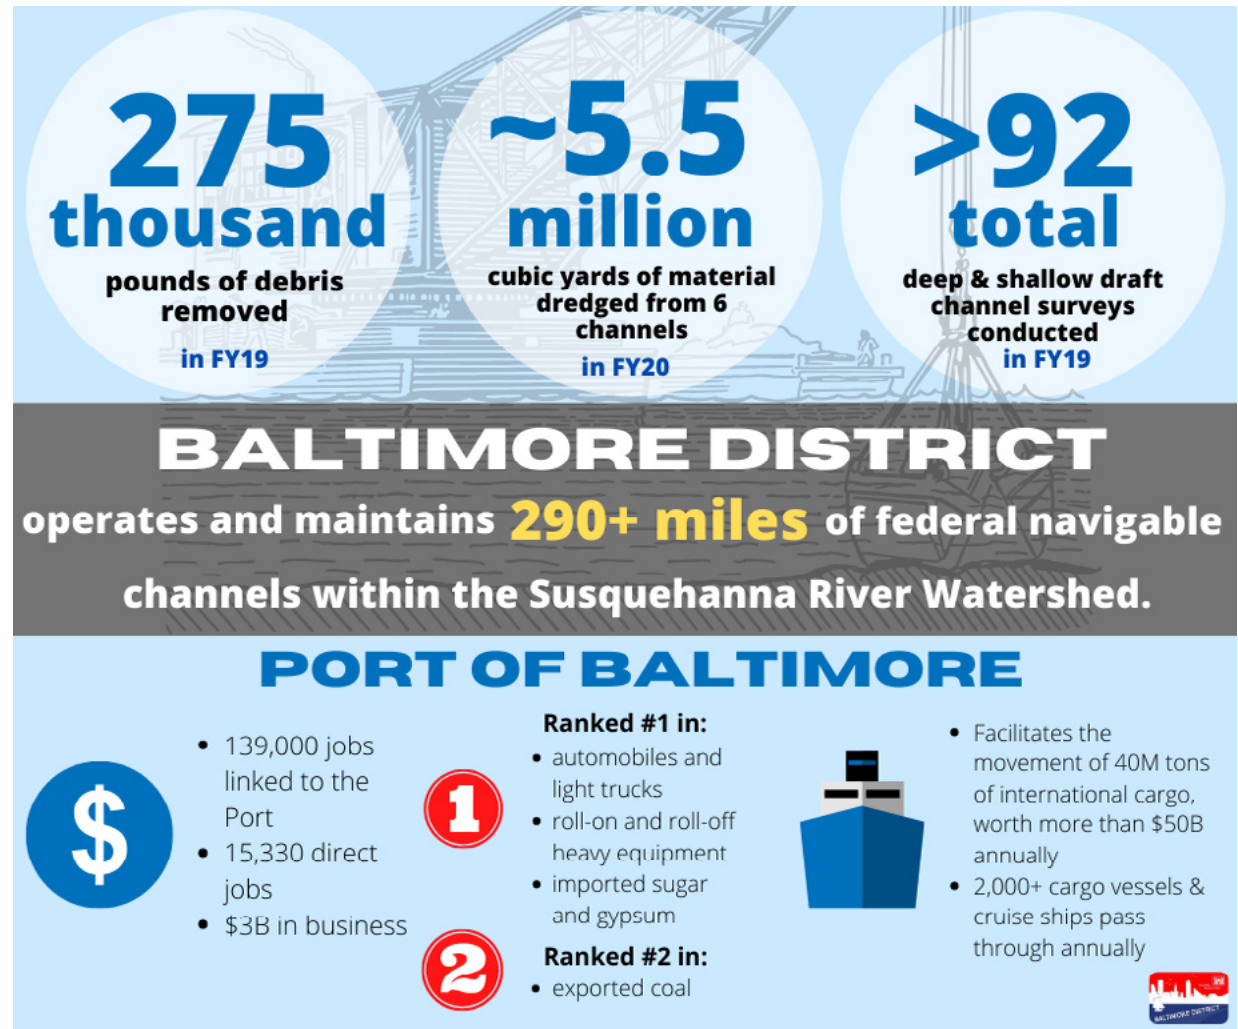 275
thousand
pounds of debris
removed
in FY19
~5.5
million
cubic yards of material
dredged from 6
channels
in FY20
>92
total
deep & shallow draft
channel surveys
conducted
in FY19
BALTIMORE DISTRICT
operates and maintains 290+ miles of federal navigable
channels within the Susquehanna River Watershed.
PORT OF BALTIMORE
$
• 139,000 jobs
linked to the
Port
• 15,330 direct
jobs
• $3B in business
1
Ranked #1 in:
• automobiles and
light trucks
• roll-on and roll-off
heavy equipment
• imported sugar
and gypsum
2
Ranked #2 in:
• exported coal
• Facilitates the
movement of 40M tons
of international cargo,
worth more than $50B
annually
• 2,000+ cargo vessels &
cruise ships pass
through annually
BALTIMORE DISTRICT